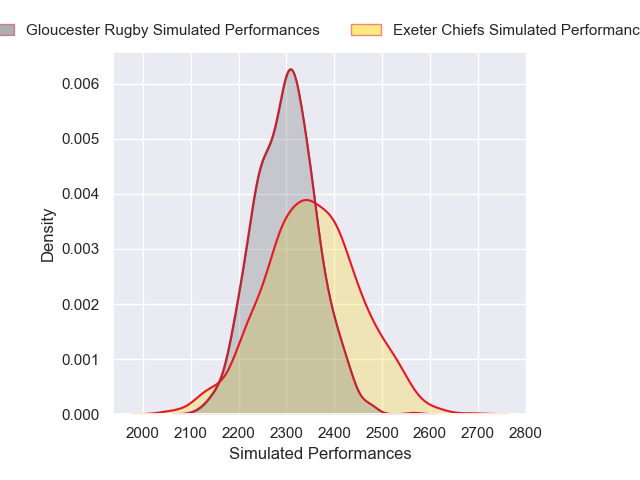 Gloucester Rugby Simulated Performances Exeter Chiefs Simulated Performanc
0.006
0.005
0.004
0.003
0.002
0.001
0.000
Density
2000 2100 2200 2300 2400 2500 2600 2700 2800
Simulated Performances